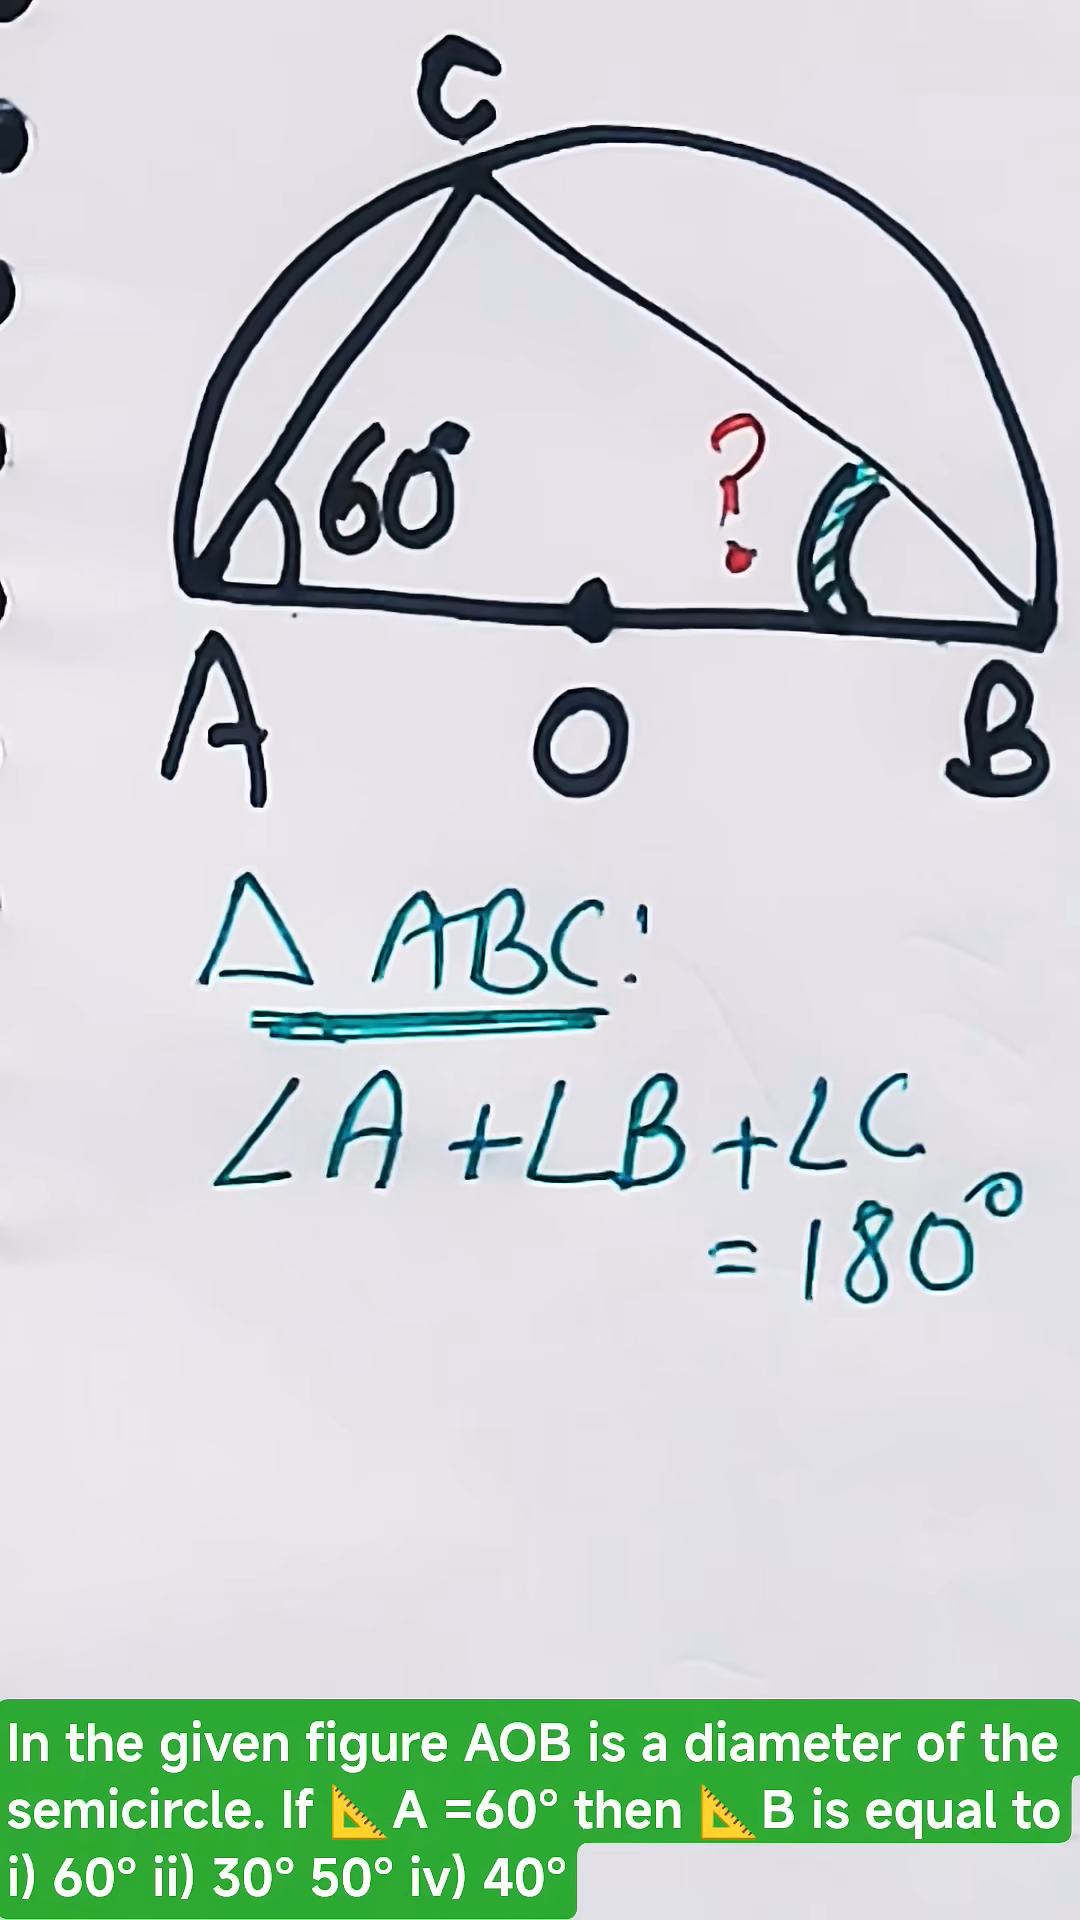 C
60°
?
A O B
Δ ABC:
∠A + ∠B + ∠C
= 180°
In the given figure AOB is a diameter of the
semicircle. If 📐 A =60° then 📐 B is equal to
i) 60° ii) 30° 50° iv) 40°